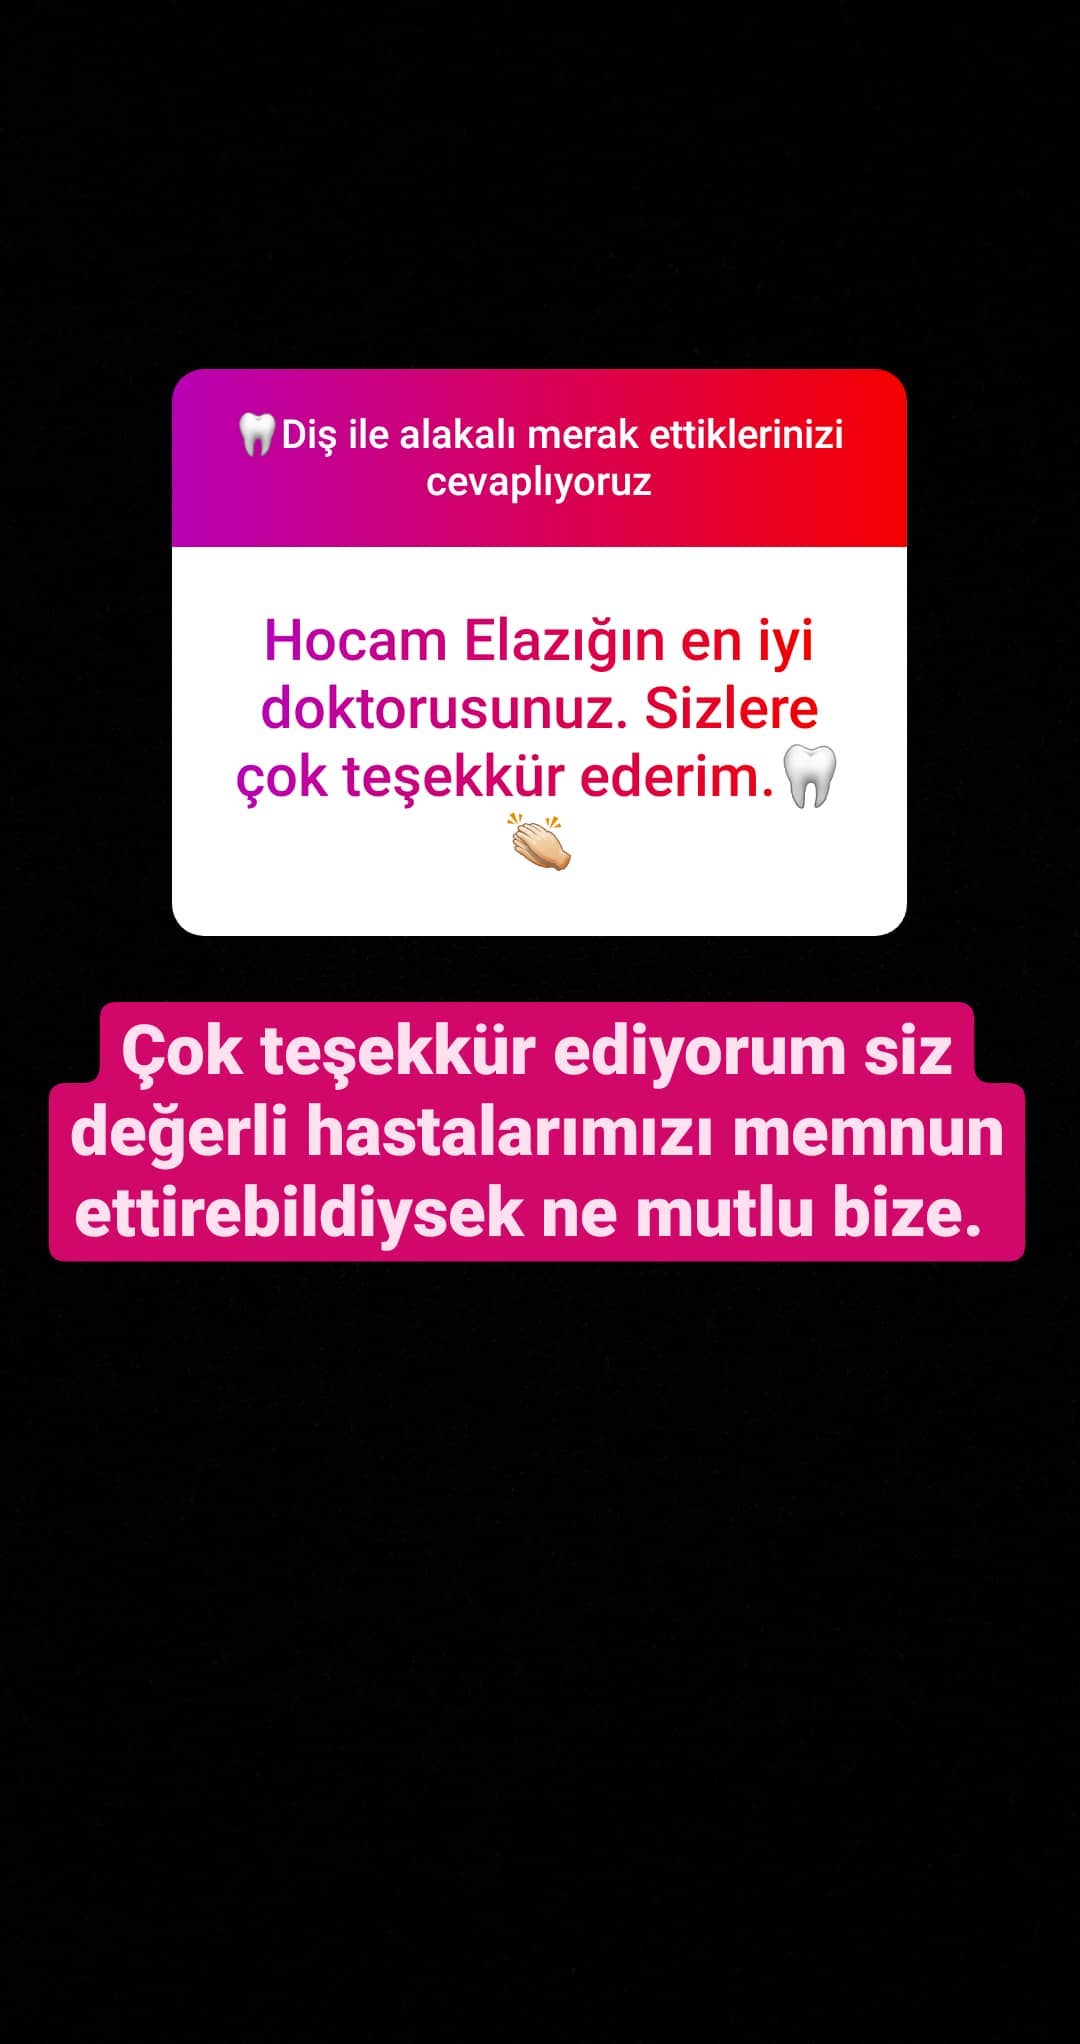 🦷Diş ile alakalı merak ettiklerinizi
cevaplıyoruz
Hocam Elazığın en iyi
doktorusunuz. Sizlere
çok teşekkür ederim.🦷
👏🏼
Çok teşekkür ediyorum siz
değerli hastalarımızı memnun
ettirebildiysek ne mutlu bize.